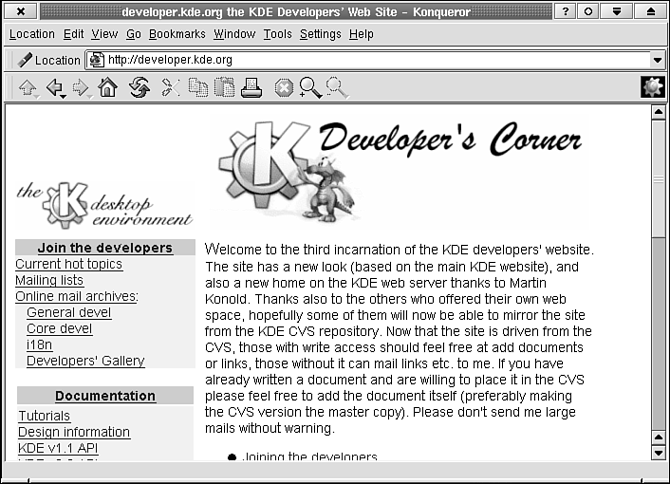 developer.kde.org the KDE Developers' Web Site - Konqueror
Location Edit View Go Bookmarks Window Tools Settings Help
Location http://developer.kde.org
the K desktop environment
Developer's Corner
Join the developers
Current hot topics
Mailing lists
Online mail archives:
General devel
Core devel
i18n
Developers' Gallery
Documentation
Tutorials
Design information
KDE v1.1 API
Welcome to the third incarnation of the KDE developers' website.
The site has a new look (based on the main KDE website), and
also a new home on the KDE web server thanks to Martin
Konold. Thanks also to the others who offered their own web
space, hopefully some of them will now be able to mirror the site
from the KDE CVS repository. Now that the site is driven from the
CVS, those with write access should feel free at add documents
or links, those without it can mail links etc. to me. If you have
already written a document and are willing to place it in the CVS
please feel free to add the document itself (preferably making
the CVS version the master copy). Please don't send me large
mails without warning.
Joining the developers